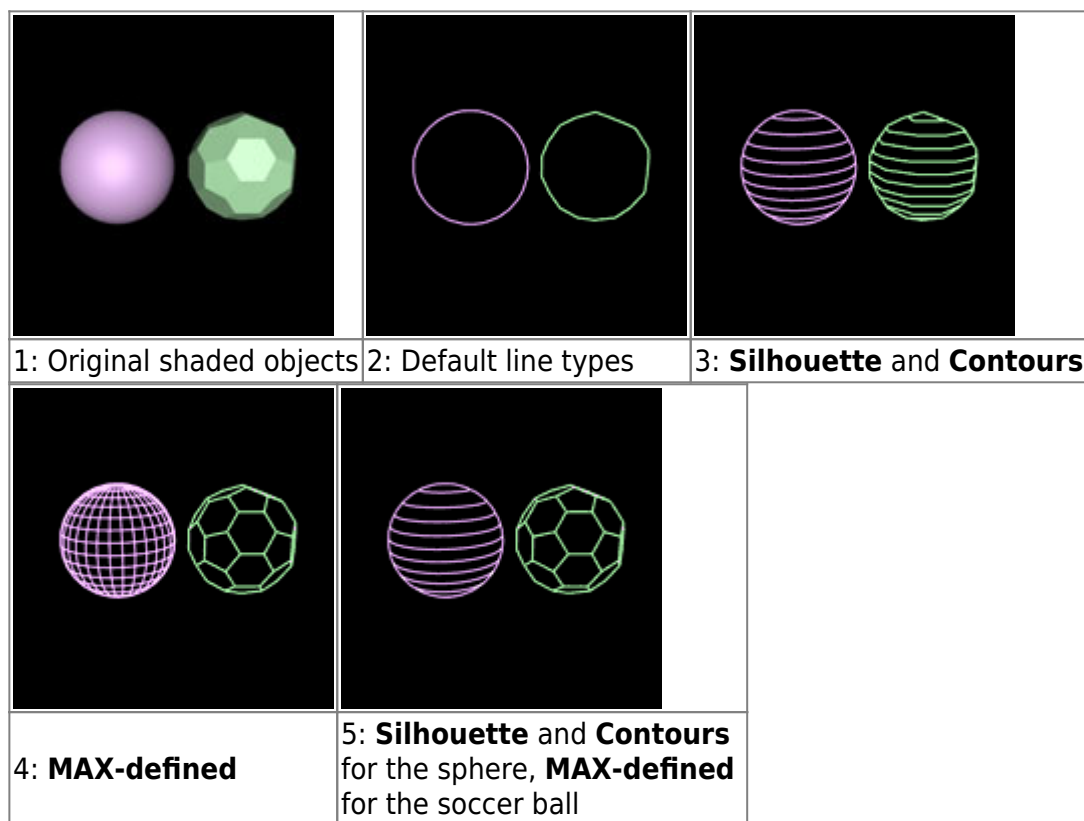 1: Original shaded objects
2: Default line types
3: Silhouette and Contours
4: MAX-defined
5: Silhouette and Contours
for the sphere, MAX-defined
for the soccer ball